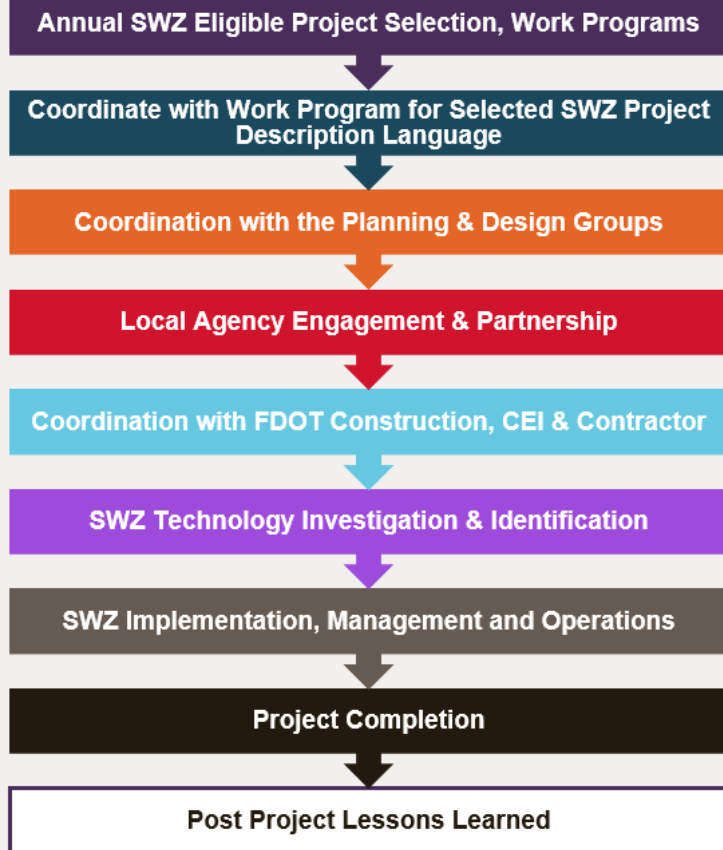 Annual SWZ Eligible Project Selection, Work Programs
Coordinate with Work Program for Selected SWZ Project
Description Language
Coordination with the Planning & Design Groups
Local Agency Engagement & Partnership
Coordination with FDOT Construction, CEI & Contractor
SWZ Technology Investigation & Identification
SWZ Implementation, Management and Operations
Project Completion
Post Project Lessons Learned